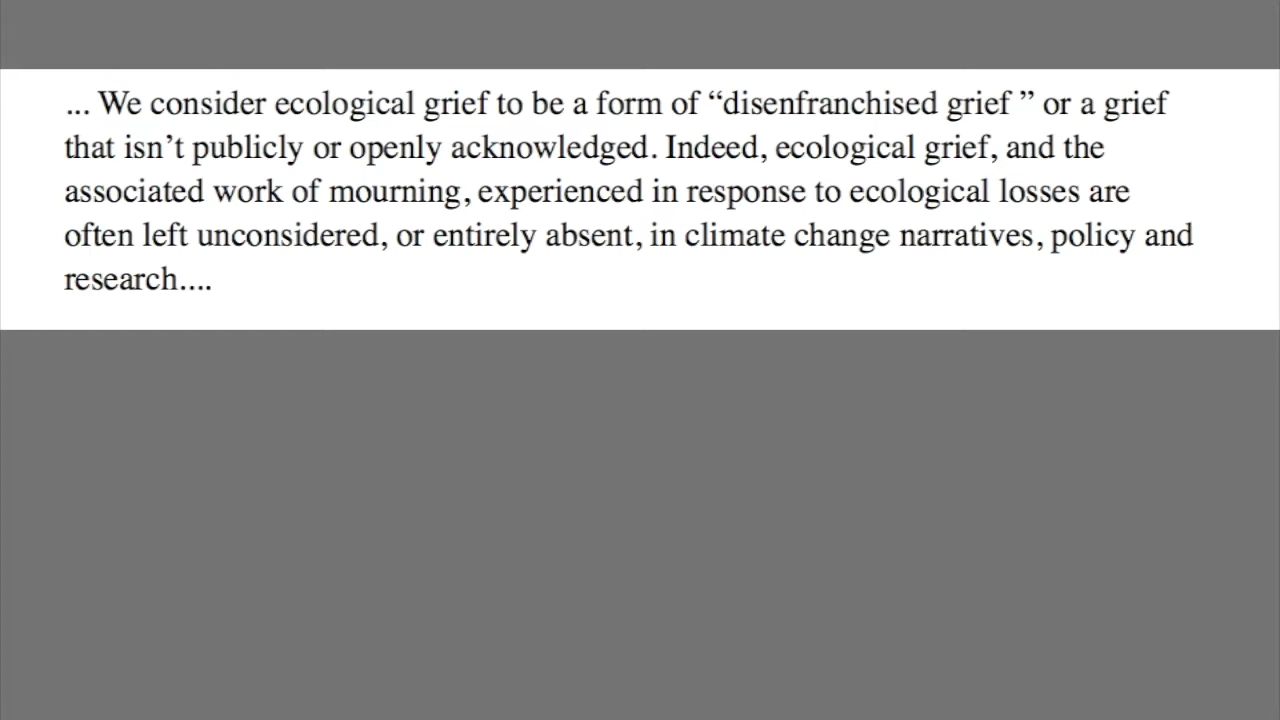 ... We consider ecological grief to be a form of “disenfranchised grief ” or a grief
that isn’t publicly or openly acknowledged. Indeed, ecological grief, and the
associated work of mourning, experienced in response to ecological losses are
often left unconsidered, or entirely absent, in climate change narratives, policy and
research....